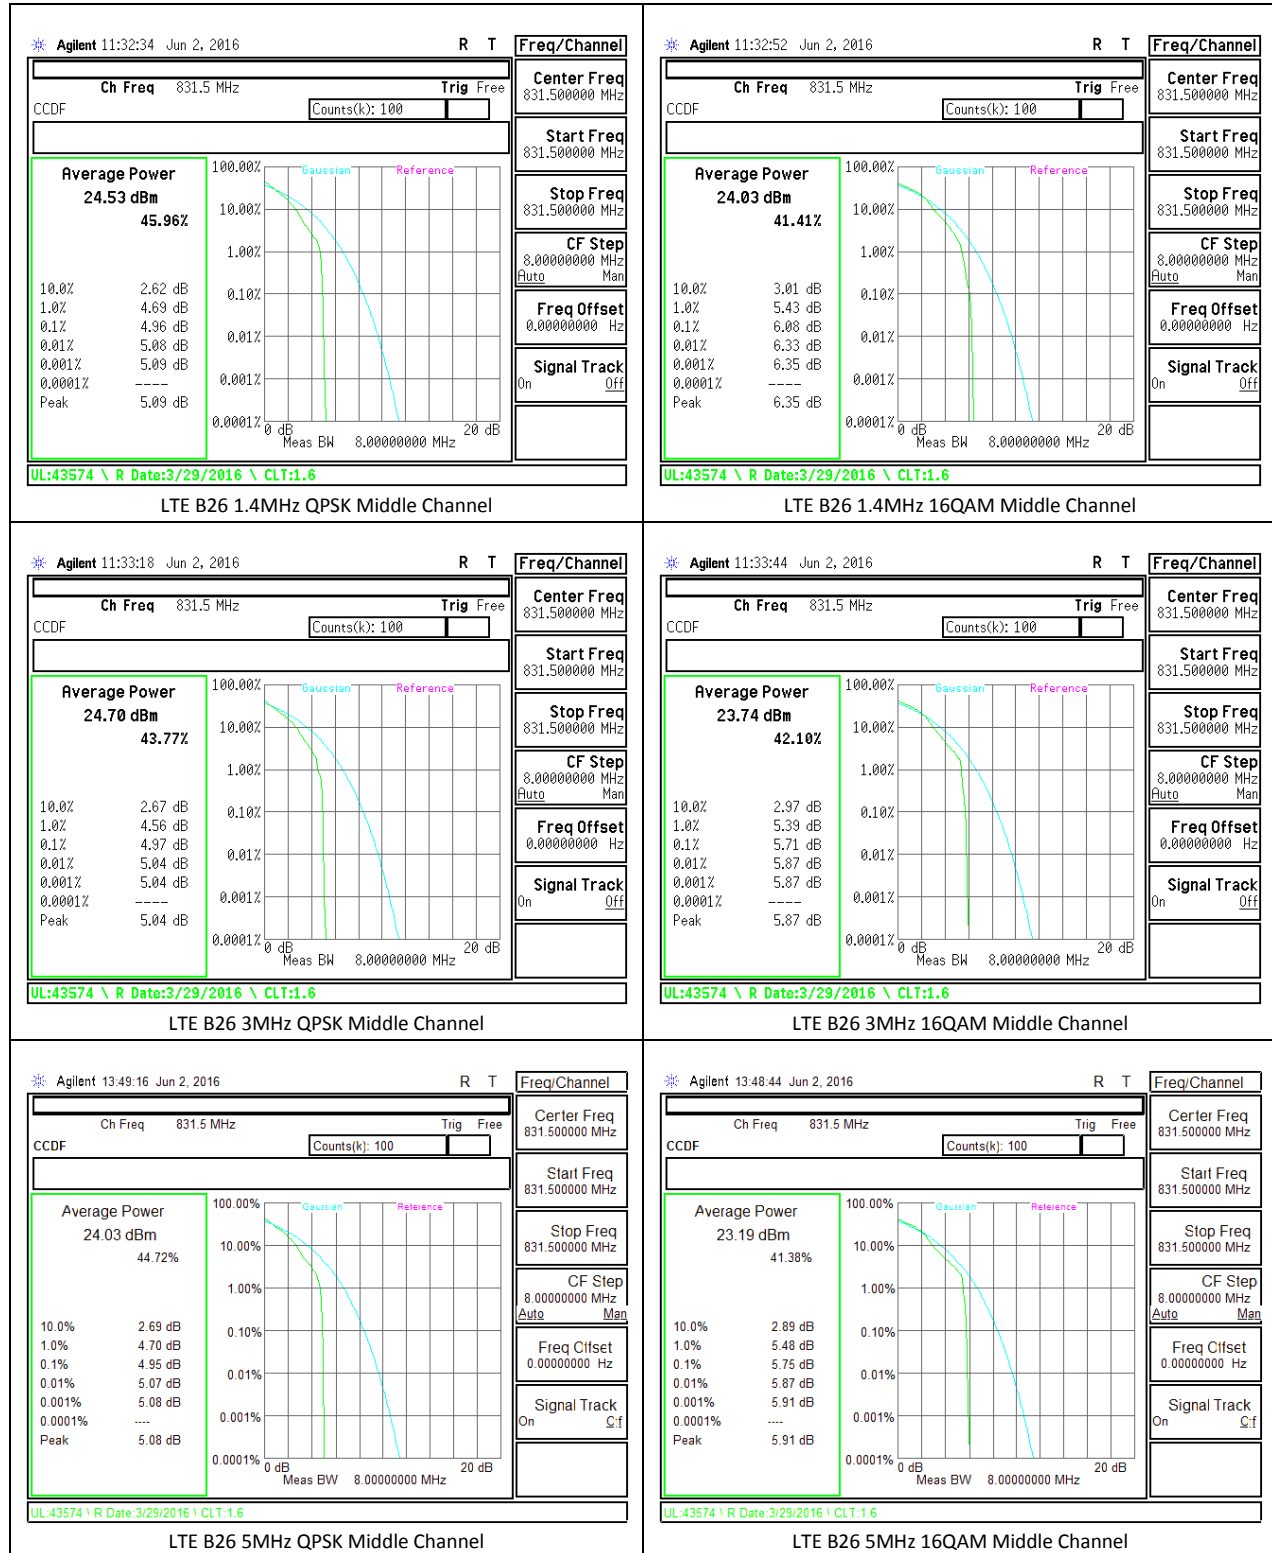 Agilent 11:32:34 Jun 2, 2016 R T Freq/Channel
Ch Freq 831.5 MHz Trig Free
CCDF Counts(k): 100
Center Freq
831.500000 MHz
Start Freq
831.500000 MHz
Stop Freq
831.500000 MHz
CF Step
8.00000000 MHz
Auto Man
Freq Offset
0.00000000 Hz
Signal Track
On Off
Average Power
24.53 dBm
45.96%
10.0% 2.62 dB
1.0% 4.69 dB
0.1% 4.96 dB
0.01% 5.08 dB
0.001% 5.09 dB
0.0001% ----
Peak 5.09 dB
Gaussian Reference
100.00%
10.00%
1.00%
0.10%
0.01%
0.001%
0.0001%
0 dB 20 dB
Meas BW 8.00000000 MHz
UL:43574 \ R Date:3/29/2016 \ CLT:1.6
LTE B26 1.4MHz QPSK Middle Channel
Agilent 11:32:52 Jun 2, 2016 R T Freq/Channel
Ch Freq 831.5 MHz Trig Free
CCDF Counts(k): 100
Center Freq
831.500000 MHz
Start Freq
831.500000 MHz
Stop Freq
831.500000 MHz
CF Step
8.00000000 MHz
Auto Man
Freq Offset
0.00000000 Hz
Signal Track
On Off
Average Power
24.03 dBm
41.41%
10.0% 3.01 dB
1.0% 5.43 dB
0.1% 6.08 dB
0.01% 6.33 dB
0.001% 6.35 dB
0.0001% ----
Peak 6.35 dB
Gaussian Reference
100.00%
10.00%
1.00%
0.10%
0.01%
0.001%
0.0001%
0 dB 20 dB
Meas BW 8.00000000 MHz
UL:43574 \ R Date:3/29/2016 \ CLT:1.6
LTE B26 1.4MHz 16QAM Middle Channel
Agilent 11:33:18 Jun 2, 2016 R T Freq/Channel
Ch Freq 831.5 MHz Trig Free
CCDF Counts(k): 100
Center Freq
831.500000 MHz
Start Freq
831.500000 MHz
Stop Freq
831.500000 MHz
CF Step
8.00000000 MHz
Auto Man
Freq Offset
0.00000000 Hz
Signal Track
On Off
Average Power
24.70 dBm
43.77%
10.0% 2.67 dB
1.0% 4.56 dB
0.1% 4.97 dB
0.01% 5.04 dB
0.001% 5.04 dB
0.0001% ----
Peak 5.04 dB
Gaussian Reference
100.00%
10.00%
1.00%
0.10%
0.01%
0.001%
0.0001%
0 dB 20 dB
Meas BW 8.00000000 MHz
UL:43574 \ R Date:3/29/2016 \ CLT:1.6
LTE B26 3MHz QPSK Middle Channel
Agilent 11:33:44 Jun 2, 2016 R T Freq/Channel
Ch Freq 831.5 MHz Trig Free
CCDF Counts(k): 100
Center Freq
831.500000 MHz
Start Freq
831.500000 MHz
Stop Freq
831.500000 MHz
CF Step
8.00000000 MHz
Auto Man
Freq Offset
0.00000000 Hz
Signal Track
On Off
Average Power
23.74 dBm
42.10%
10.0% 2.97 dB
1.0% 5.39 dB
0.1% 5.71 dB
0.01% 5.87 dB
0.001% 5.87 dB
0.0001% ----
Peak 5.87 dB
Gaussian Reference
100.00%
10.00%
1.00%
0.10%
0.01%
0.001%
0.0001%
0 dB 20 dB
Meas BW 8.00000000 MHz
UL:43574 \ R Date:3/29/2016 \ CLT:1.6
LTE B26 3MHz 16QAM Middle Channel
Agilent 13:49:16 Jun 2, 2016 R T Freq/Channel
Ch Freq 831.5 MHz Trig Free
CCDF Counts(k): 100
Center Freq
831.500000 MHz
Start Freq
831.500000 MHz
Stop Freq
831.500000 MHz
CF Step
8.00000000 MHz
Auto Man
Freq Offset
0.00000000 Hz
Signal Track
On Off
Average Power
24.03 dBm
44.72%
10.0% 2.69 dB
1.0% 4.70 dB
0.1% 4.95 dB
0.01% 5.07 dB
0.001% 5.08 dB
0.0001% ----
Peak 5.08 dB
Gaussian Reference
100.00%
10.00%
1.00%
0.10%
0.01%
0.001%
0.0001%
0 dB 20 dB
Meas BW 8.00000000 MHz
UL:43574 \ R Date:3/29/2016 \ CLT:1.6
LTE B26 5MHz QPSK Middle Channel
Agilent 13:48:44 Jun 2, 2016 R T Freq/Channel
Ch Freq 831.5 MHz Trig Free
CCDF Counts(k): 100
Center Freq
831.500000 MHz
Start Freq
831.500000 MHz
Stop Freq
831.500000 MHz
CF Step
8.00000000 MHz
Auto Man
Freq Offset
0.00000000 Hz
Signal Track
On Off
Average Power
23.19 dBm
41.38%
10.0% 2.89 dB
1.0% 5.48 dB
0.1% 5.75 dB
0.01% 5.87 dB
0.001% 5.91 dB
0.0001% ----
Peak 5.91 dB
Gaussian Reference
100.00%
10.00%
1.00%
0.10%
0.01%
0.001%
0.0001%
0 dB 20 dB
Meas BW 8.00000000 MHz
UL:43574 \ R Date:3/29/2016 \ CLT:1.6
LTE B26 5MHz 16QAM Middle Channel